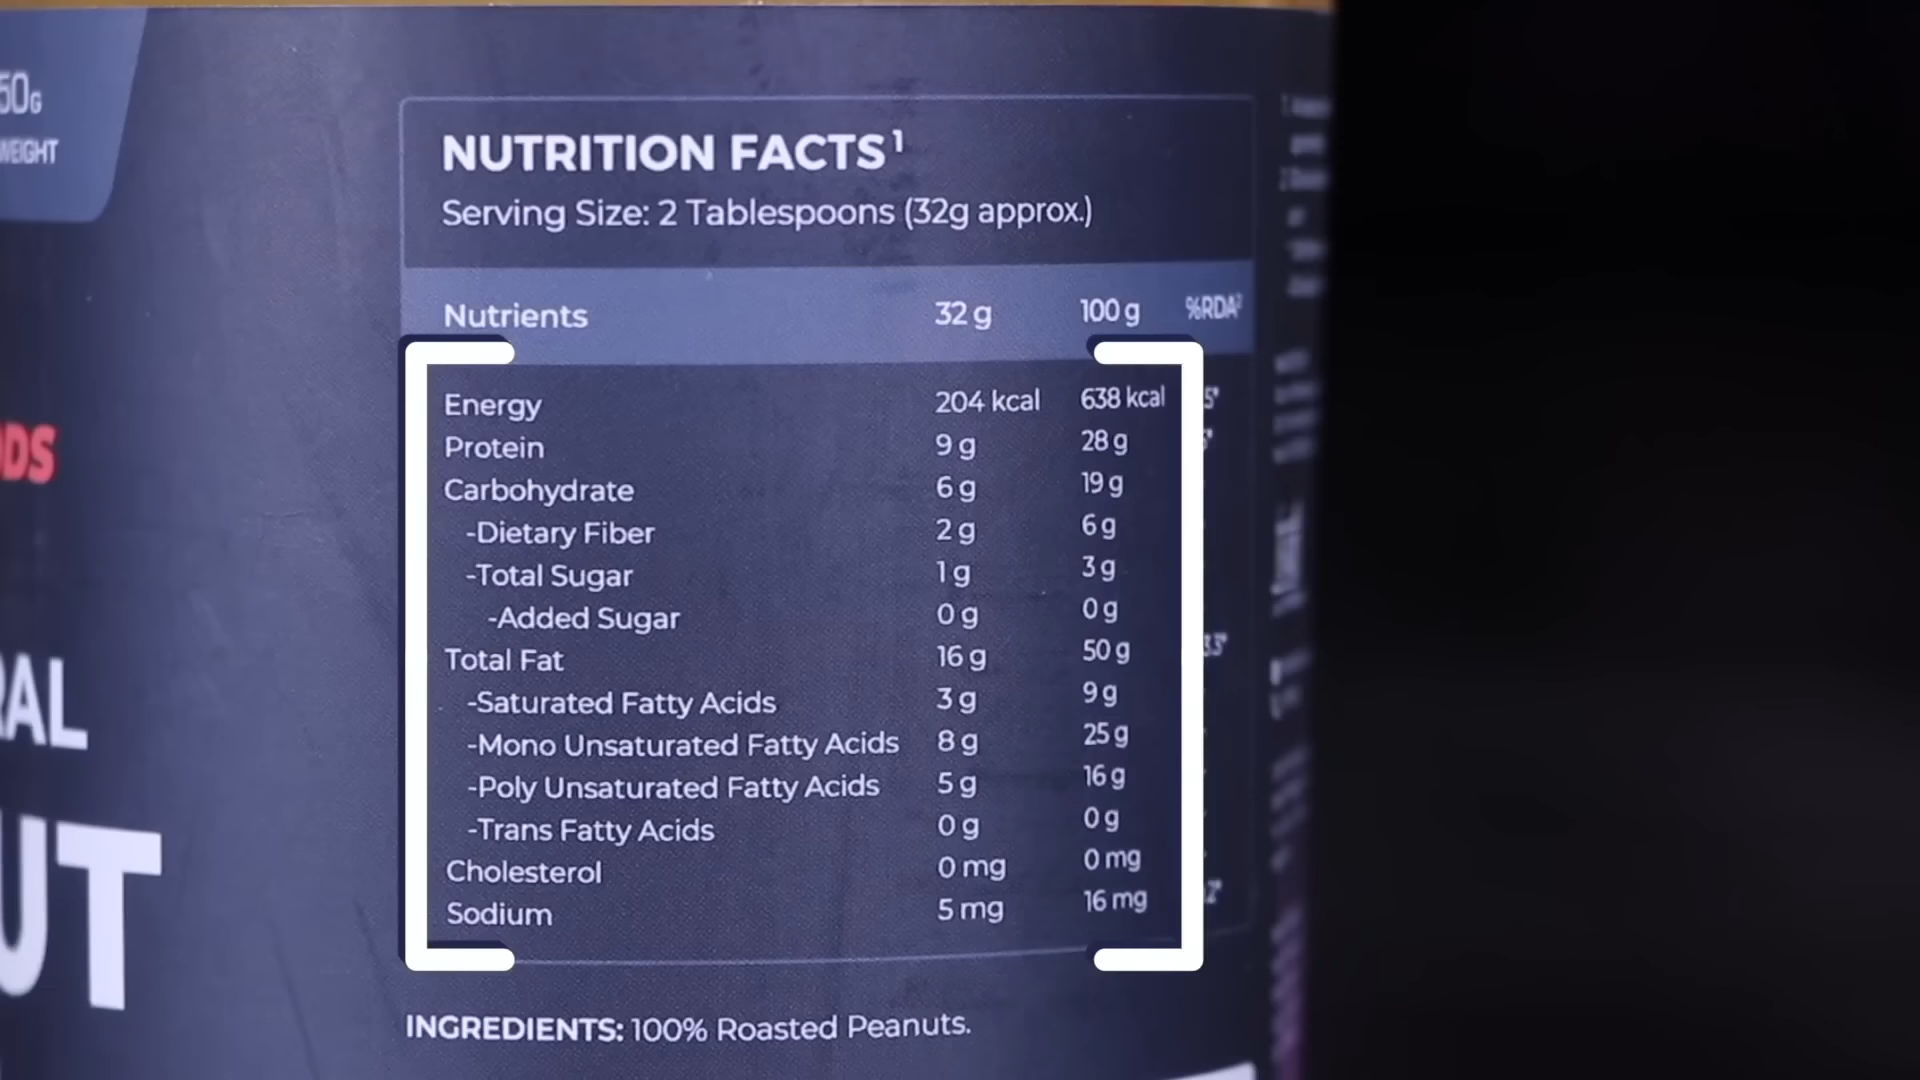 50G
WEIGHT
ODS
RAL
UT
NUTRITION FACTS¹
Serving Size: 2 Tablespoons (32g approx.)
Nutrients 32 g 100 g %RDA²
Energy 204 kcal 638 kcal
Protein 9 g 28 g
Carbohydrate 6 g 19 g
-Dietary Fiber 2 g 6 g
-Total Sugar 1 g 3 g
-Added Sugar 0 g 0 g
Total Fat 16 g 50 g
-Saturated Fatty Acids 3 g 9 g
-Mono Unsaturated Fatty Acids 8 g 25 g
-Poly Unsaturated Fatty Acids 5 g 16 g
-Trans Fatty Acids 0 g 0 g
Cholesterol 0 mg 0 mg
Sodium 5 mg 16 mg
INGREDIENTS: 100% Roasted Peanuts.